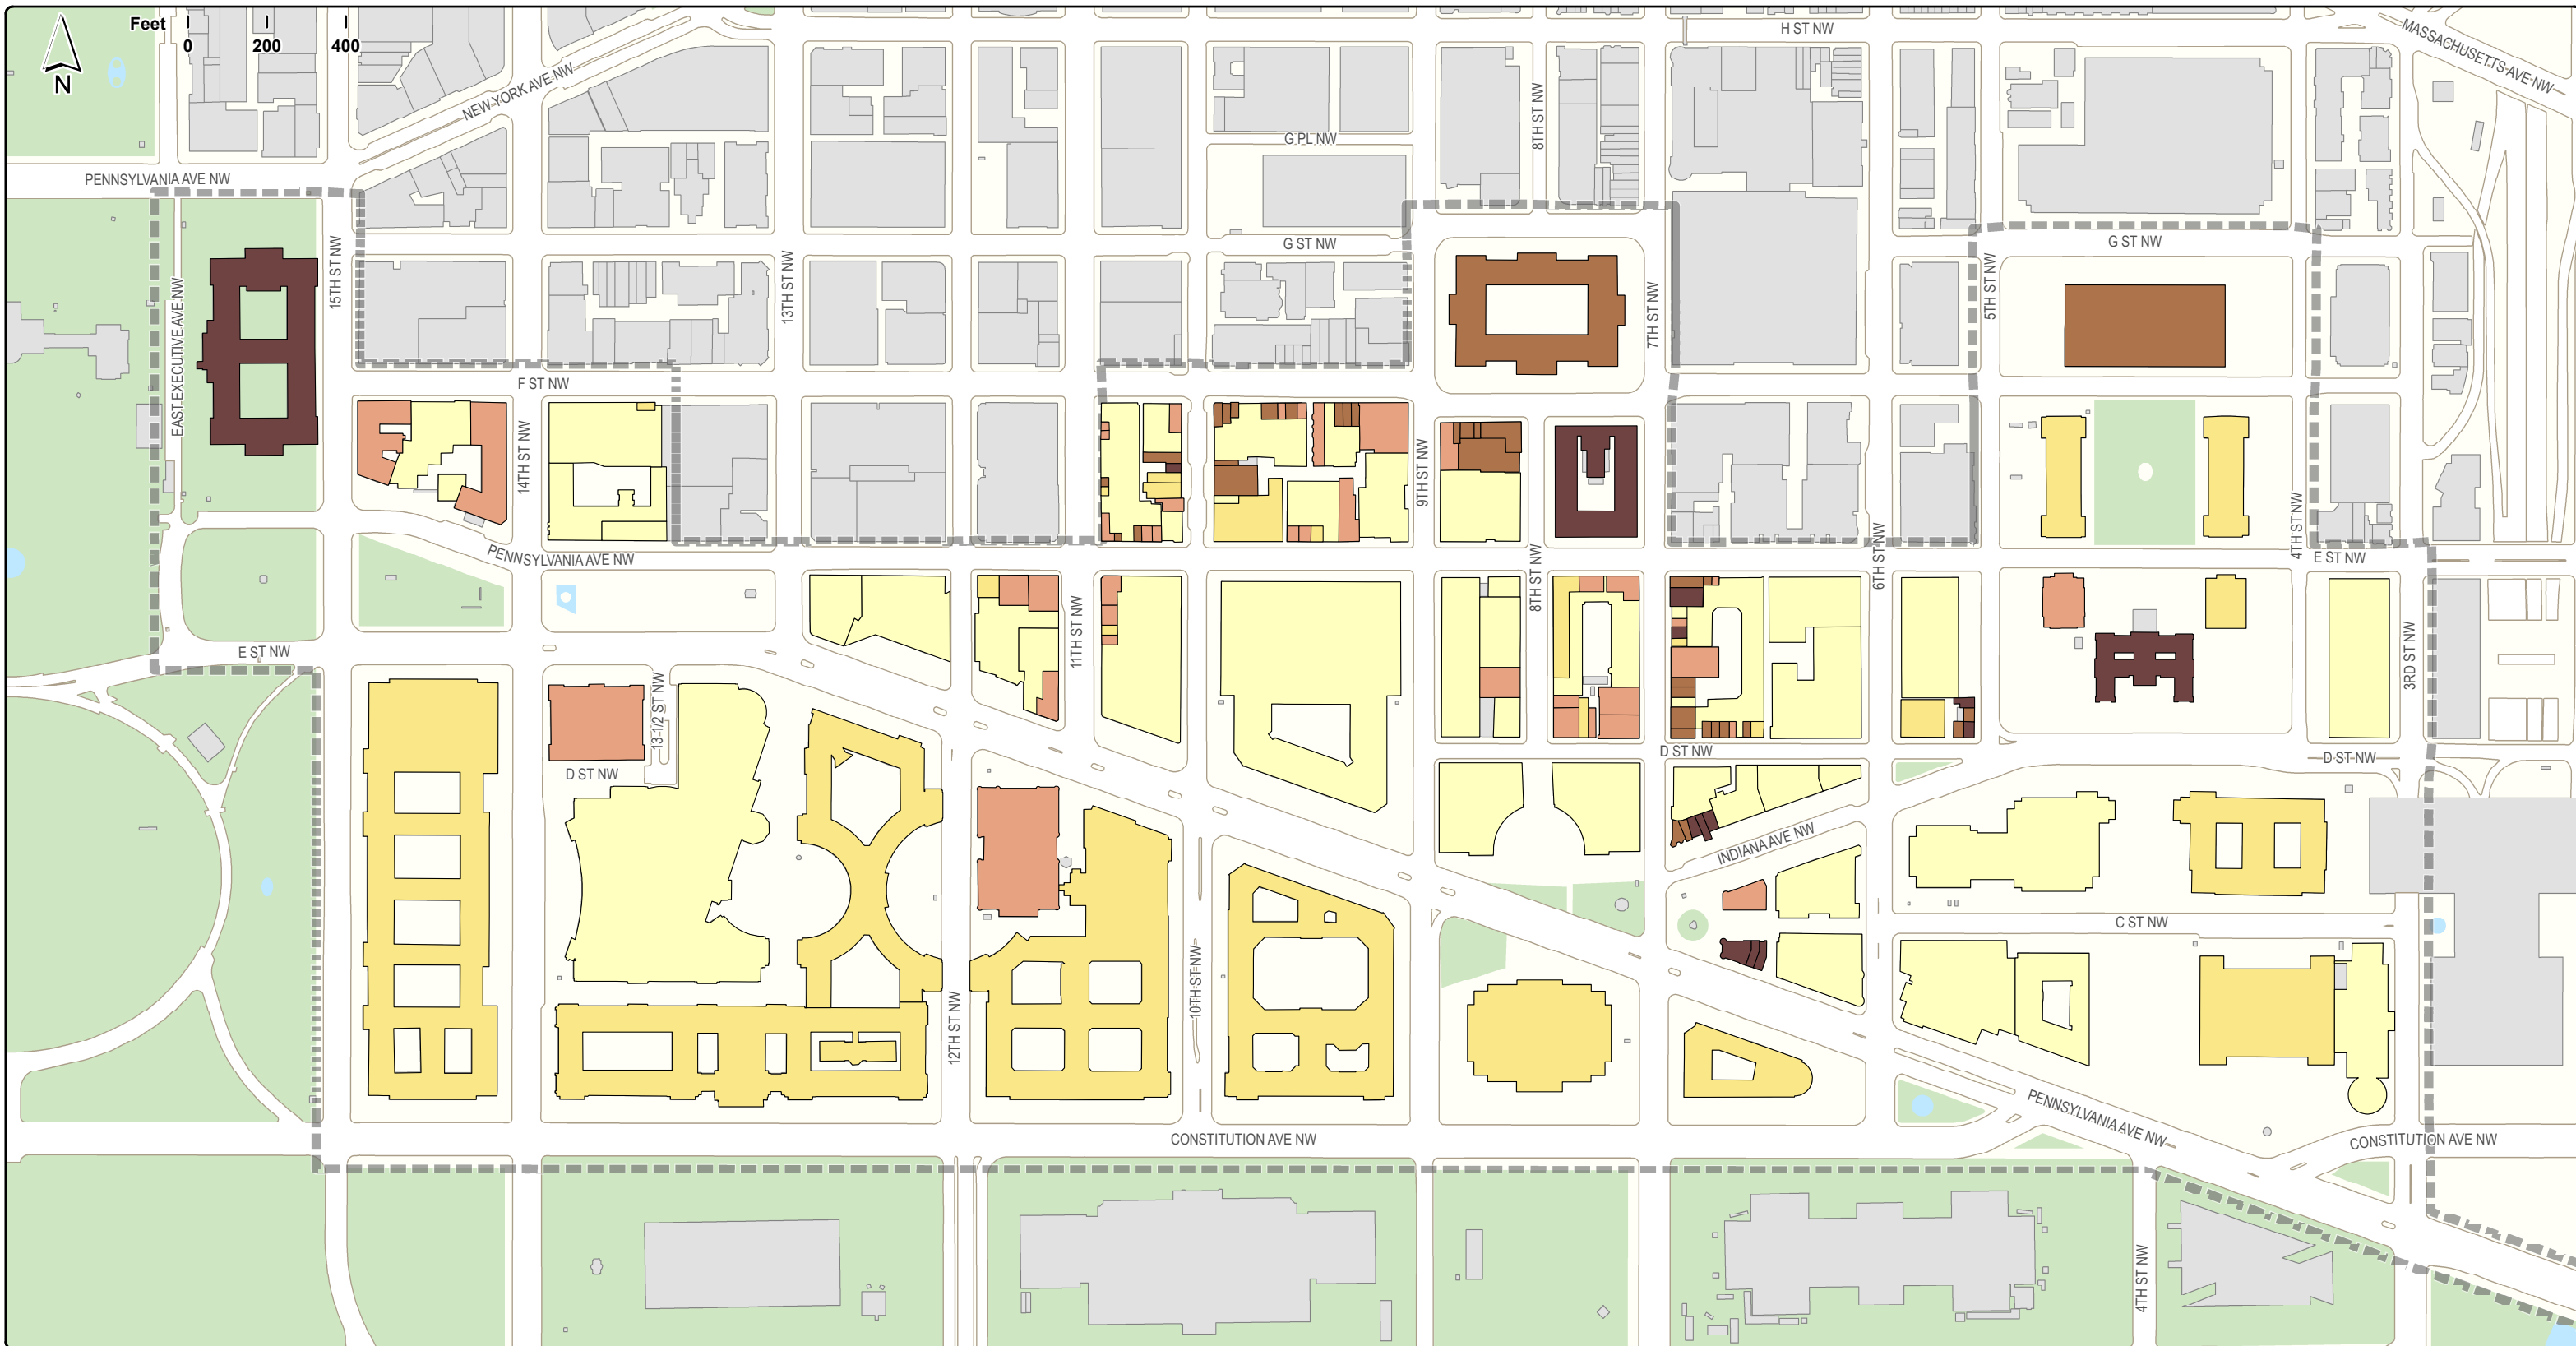 Feet
0 200 400
N
H ST NW
MASSACHUSETTS AVE NW
NEW YORK AVE NW
8TH ST NW
G PL NW
PENNSYLVANIA AVE NW
G ST NW
G ST NW
15TH ST NW
13TH ST NW
7TH ST NW
5TH ST NW
EAST EXECUTIVE AVE NW
F ST NW
14TH ST NW
9TH ST NW
4TH ST NW
6TH ST NW
PENNSYLVANIA AVE NW
E ST NW
8TH ST NW
11TH ST NW
E ST NW
3RD ST NW
13-1/2 ST NW
D ST NW
D ST NW
D ST NW
INDIANA AVE NW
C ST NW
10TH ST NW
12TH ST NW
PENNSYLVANIA AVE NW
CONSTITUTION AVE NW
CONSTITUTION AVE NW
4TH ST NW